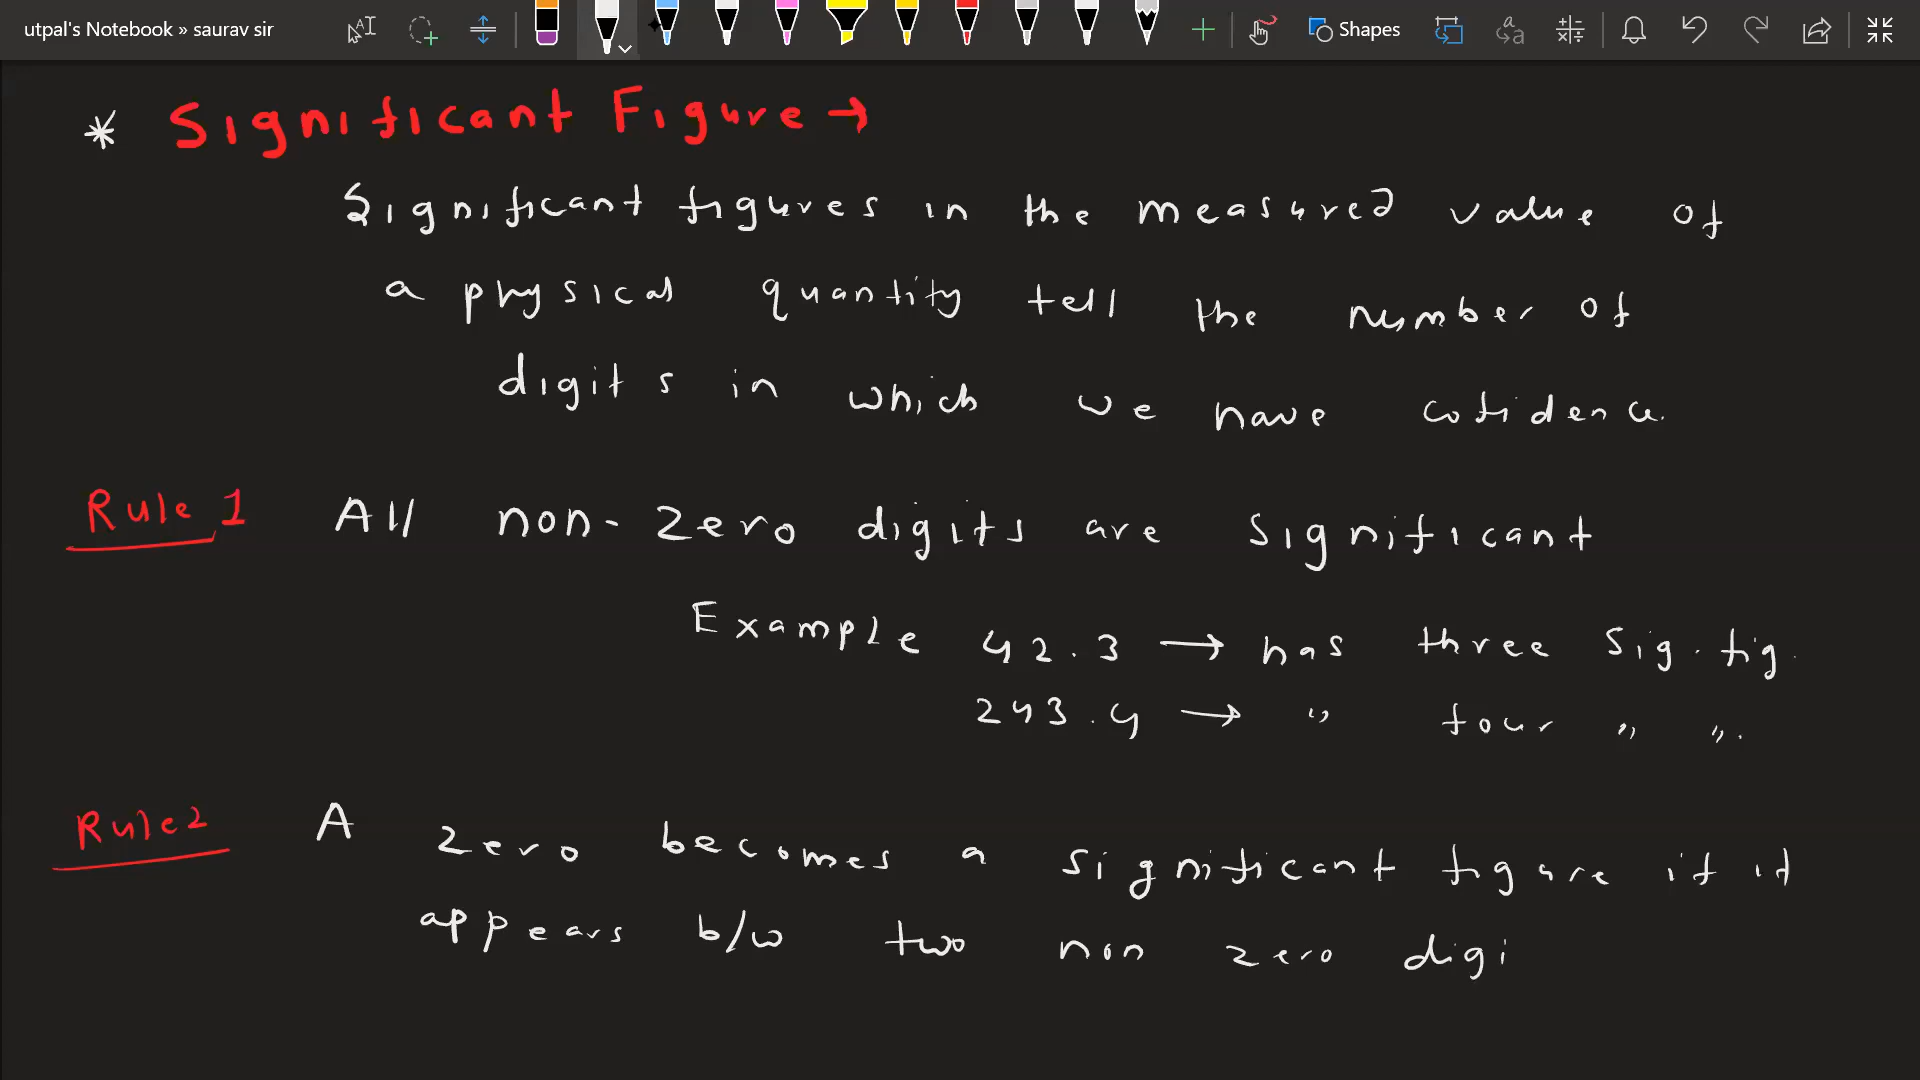 utpal's Notebook » saurav sir
Shapes
* Significant Figure →
Significant figures in the measured value of
a physical quantity tell the number of
digits in which we have cofidence.
Rule 1 All non-zero digits are significant
Example 42.3 → has three sig.fig.
243.4 → " four " ".
Rule 2 A zero becomes a significant figure if it
appears b/w two non zero digi